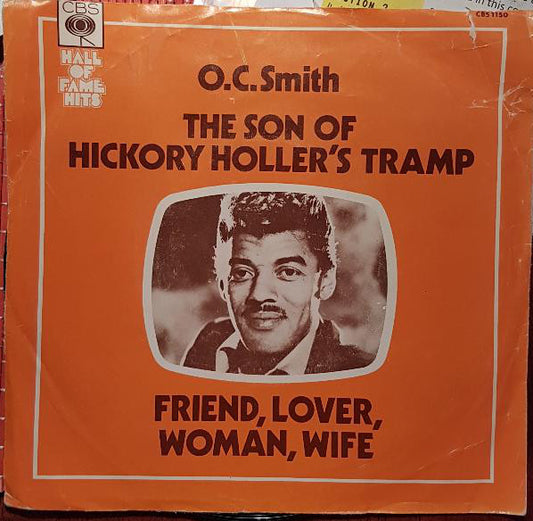 CBS
HALL
OF
FAME
HITS
CBS 1150
O.C.Smith
THE SON OF
HICKORY HOLLER'S TRAMP
FRIEND, LOVER,
WOMAN, WIFE